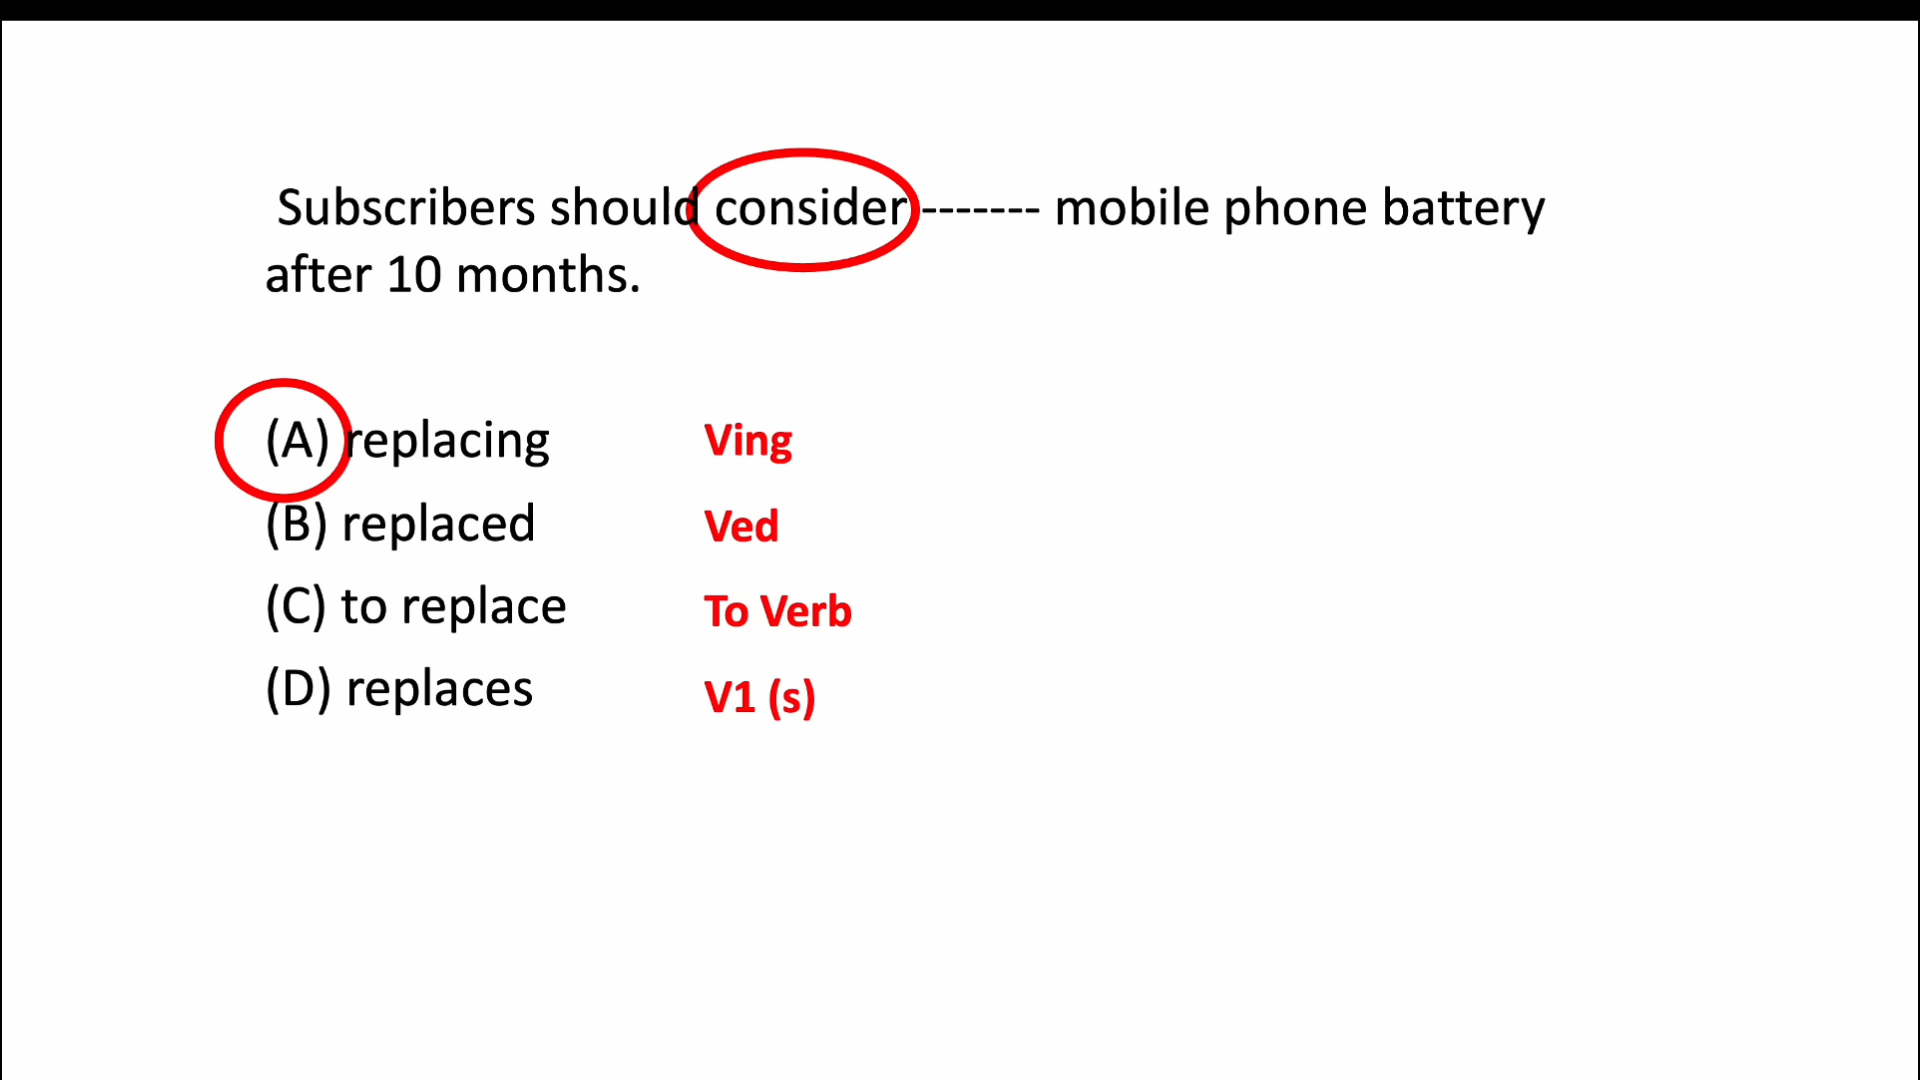 Subscribers should consider ------- mobile phone battery
after 10 months.
(A) replacing Ving
(B) replaced Ved
(C) to replace To Verb
(D) replaces V1 (s)